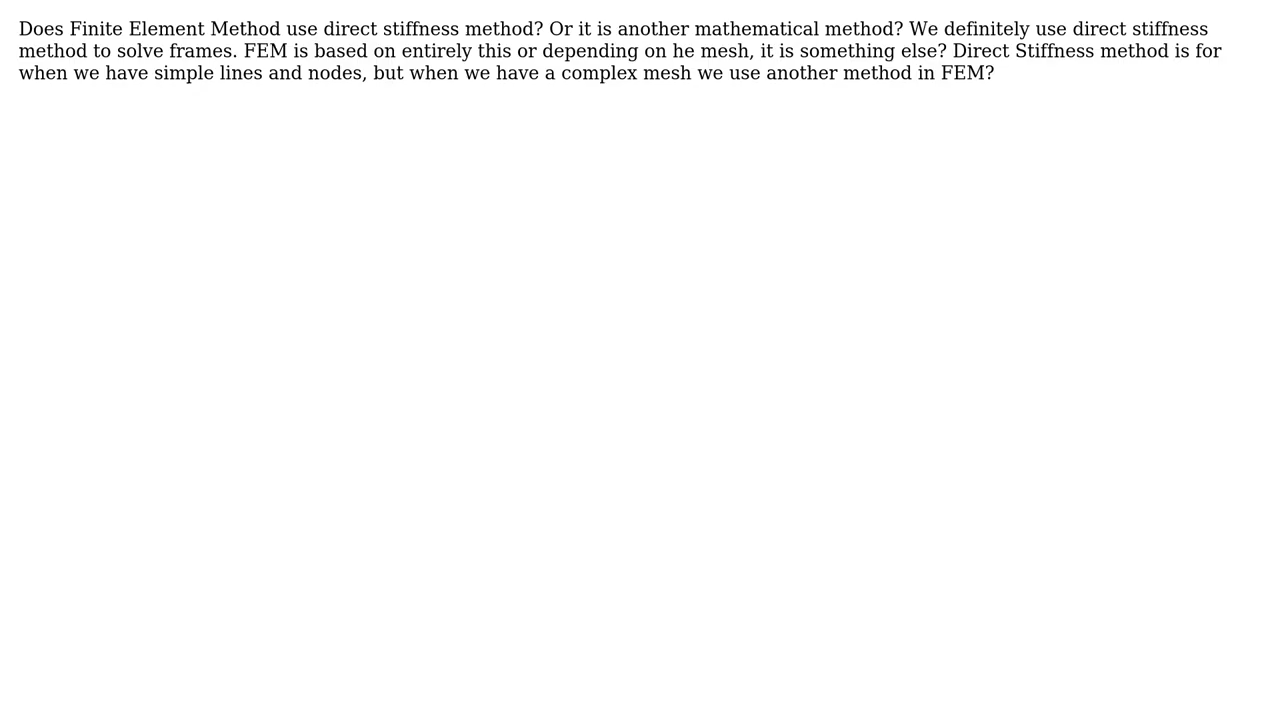 Does Finite Element Method use direct stiffness method? Or it is another mathematical method? We definitely use direct stiffness
method to solve frames. FEM is based on entirely this or depending on he mesh, it is something else? Direct Stiffness method is for
when we have simple lines and nodes, but when we have a complex mesh we use another method in FEM?